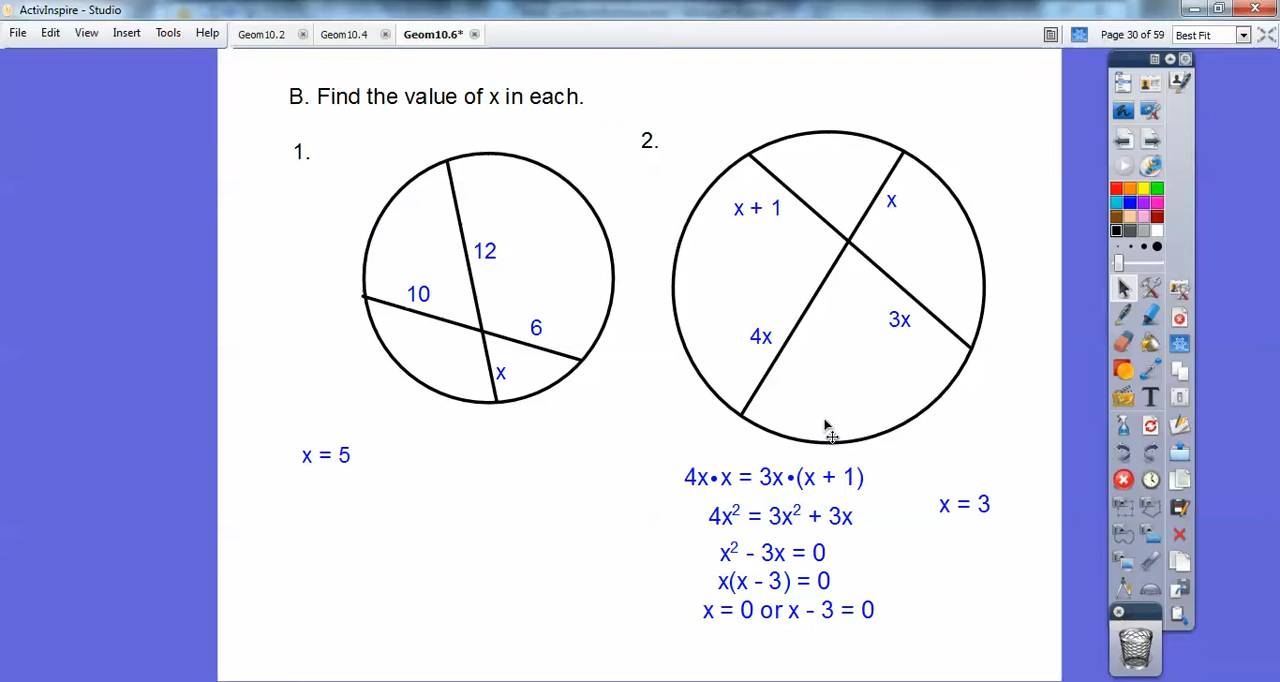 ActivInspire - Studio
File Edit View Insert Tools Help
Geom10.2 Geom10.4 Geom10.6*
Page 30 of 59 Best Fit
B. Find the value of x in each.
1.
12
10
6
x
x = 5
2.
x + 1
x
4x
3x
4x•x = 3x•(x + 1)
4x² = 3x² + 3x
x² - 3x = 0
x(x - 3) = 0
x = 0 or x - 3 = 0
x = 3